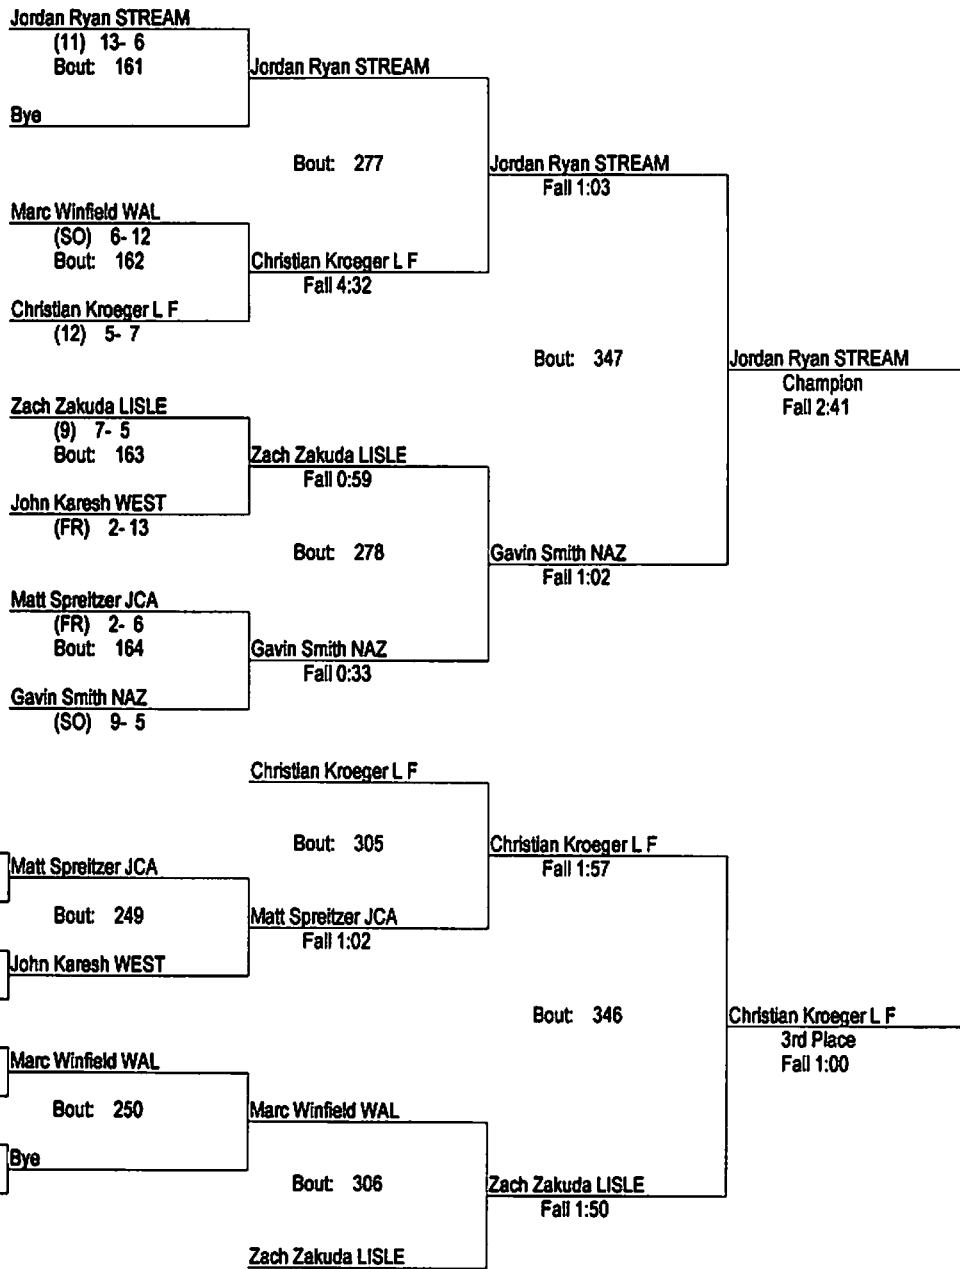 Jordan Ryan STREAM
(11) 13- 6
Bout: 161
Jordan Ryan STREAM
Bye
Bout: 277
Jordan Ryan STREAM
Fall 1:03
Marc Winfield WAL
(SO) 6- 12
Bout: 162
Christian Kroeger L F
Fall 4:32
Christian Kroeger L F
(12) 5- 7
Bout: 347
Jordan Ryan STREAM
Champion
Fall 2:41
Zach Zakuda LISLE
(9) 7- 5
Bout: 163
Zach Zakuda LISLE
Fall 0:59
John Karesh WEST
(FR) 2- 13
Bout: 278
Gavin Smith NAZ
Fall 1:02
Matt Spreitzer JCA
(FR) 2- 6
Bout: 164
Gavin Smith NAZ
Fall 0:33
Gavin Smith NAZ
(SO) 9- 5
Christian Kroeger L F
Bout: 305
Christian Kroeger L F
Fall 1:57
Matt Spreitzer JCA
Bout: 249
Matt Spreitzer JCA
Fall 1:02
John Karesh WEST
Bout: 346
Christian Kroeger L F
3rd Place
Fall 1:00
Marc Winfield WAL
Bout: 250
Marc Winfield WAL
Bye
Bout: 306
Zach Zakuda LISLE
Fall 1:50
Zach Zakuda LISLE